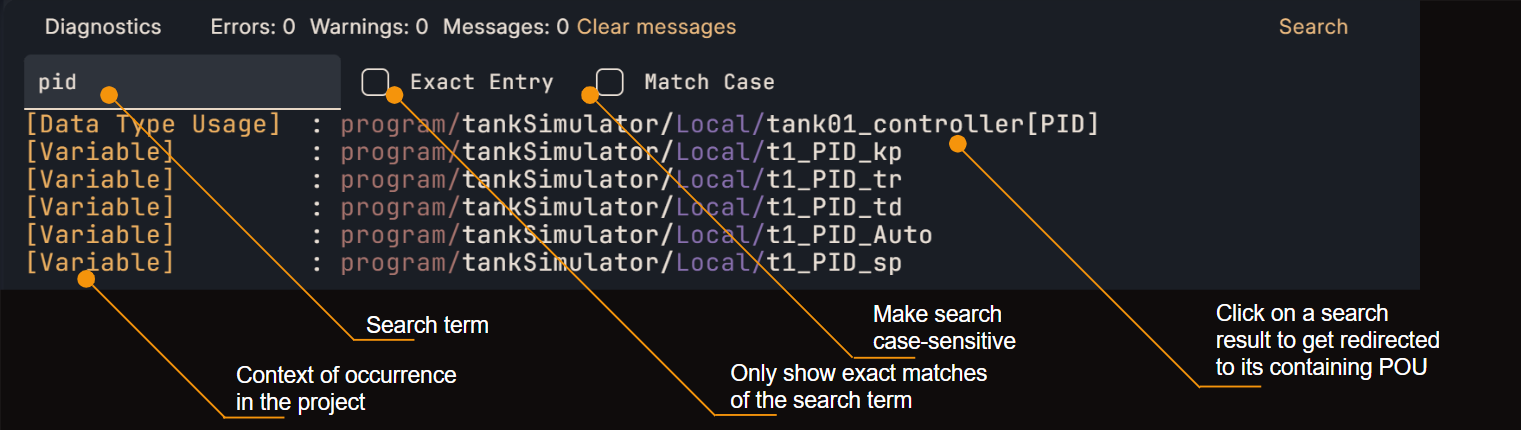 Diagnostics Errors: 0 Warnings: 0 Messages: 0 Clear messages Search
pid Exact Entry Match Case
[Data Type Usage] : program/tankSimulator/Local/tank01_controller[PID]
[Variable] : program/tankSimulator/Local/t1_PID_kp
[Variable] : program/tankSimulator/Local/t1_PID_tr
[Variable] : program/tankSimulator/Local/t1_PID_td
[Variable] : program/tankSimulator/Local/t1_PID_Auto
[Variable] : program/tankSimulator/Local/t1_PID_sp
Search term
Context of occurrence
in the project
Make search
case-sensitive
Only show exact matches
of the search term
Click on a search
result to get redirected
to its containing POU